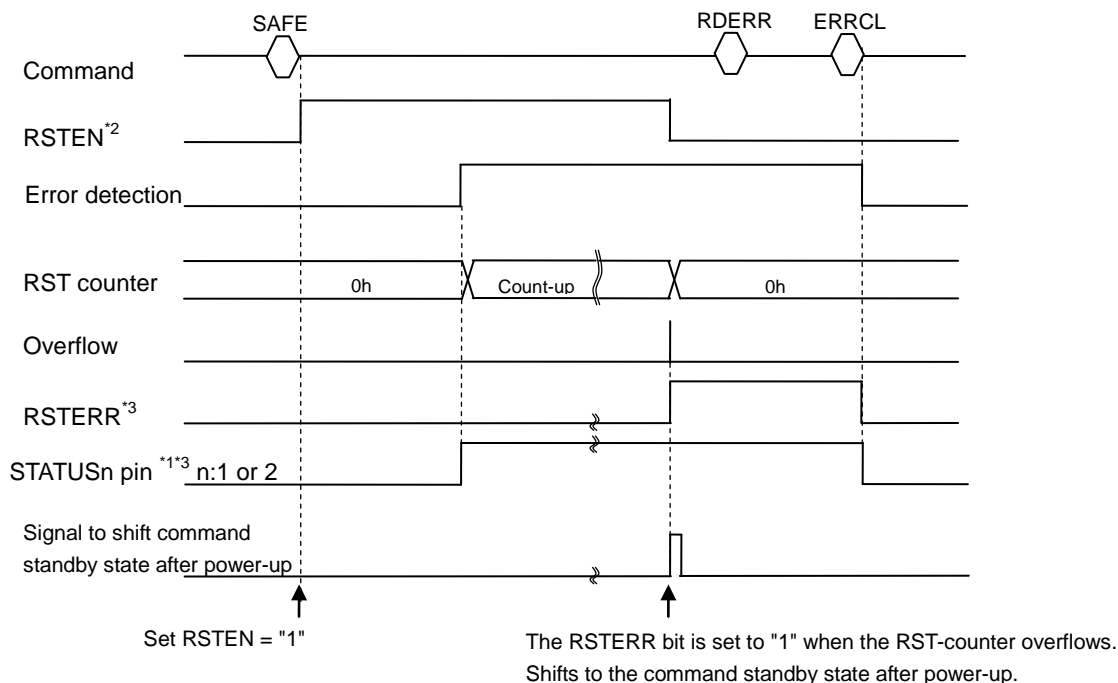 SAFE RDERR ERRCL
Command
RSTEN*2
Error detection
RST counter 0h Count-up 0h
Overflow
RSTERR*3
STATUSn pin *1*3 n:1 or 2
Signal to shift command
standby state after power-up
Set RSTEN = "1" The RSTERR bit is set to "1" when the RST-counter overflows.
Shifts to the command standby state after power-up.